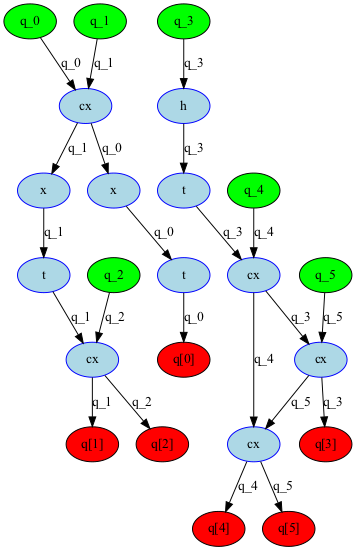 q_0 q_1 q_3
q_0 q_1 q_3
cx h
q_1 q_0 q_3
x x t q_4
q_1 q_0 q_3 q_4
t q_2 t cx q_5
q_1 q_2 q_0 q_3 q_5
cx q[0] q_4 cx
q_1 q_2 q_5 q_3
q[1] q[2] cx q[3]
q_4 q_5
q[4] q[5]